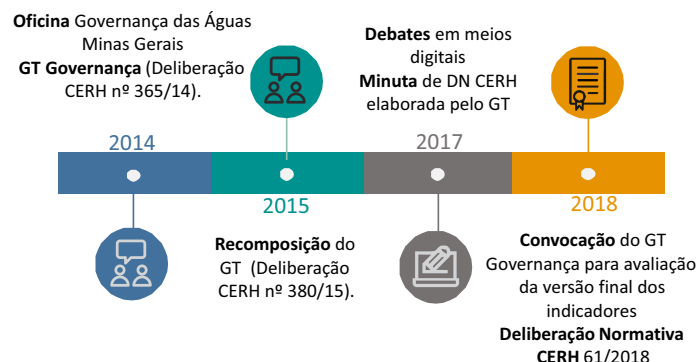 Oficina Governança das Águas
Minas Gerais
GT Governança (Deliberação
CERH nº 365/14).
2014
2015
Recomposição do
GT (Deliberação
CERH nº 380/15).
Debates em meios
digitais
Minuta de DN CERH
elaborada pelo GT
2017
2018
Convocação do GT
Governança para avaliação
da versão final dos
indicadores
Deliberação Normativa
CERH 61/2018